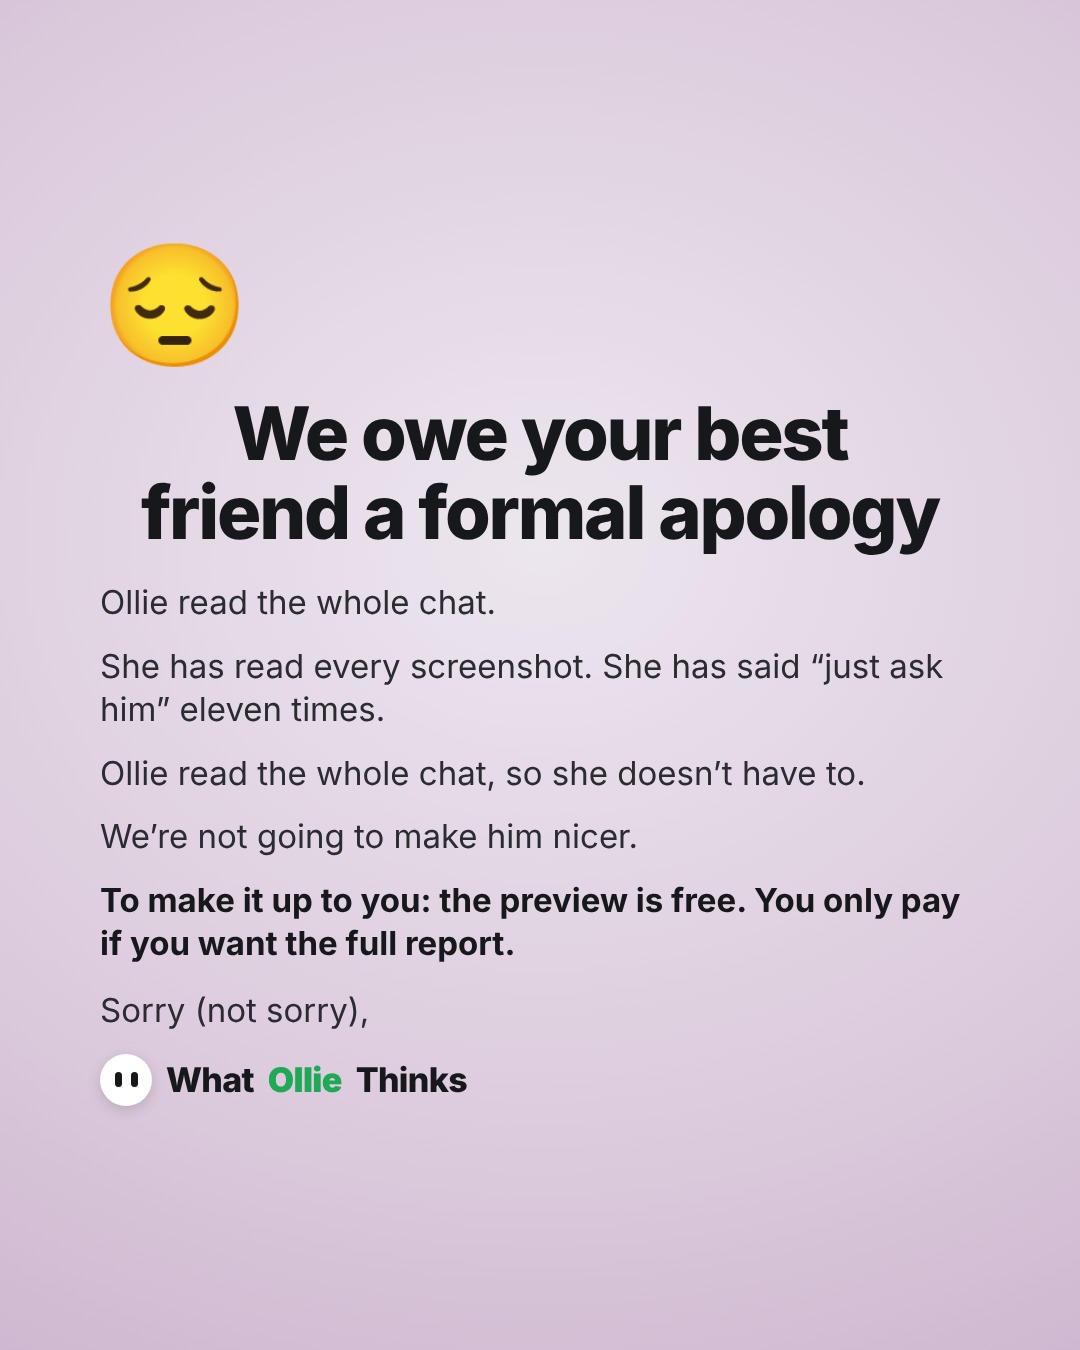 We owe your best
friend a formal apology
Ollie read the whole chat.
She has read every screenshot. She has said “just ask
him” eleven times.
Ollie read the whole chat, so she doesn’t have to.
We’re not going to make him nicer.
To make it up to you: the preview is free. You only pay
if you want the full report.
Sorry (not sorry),
What Ollie Thinks